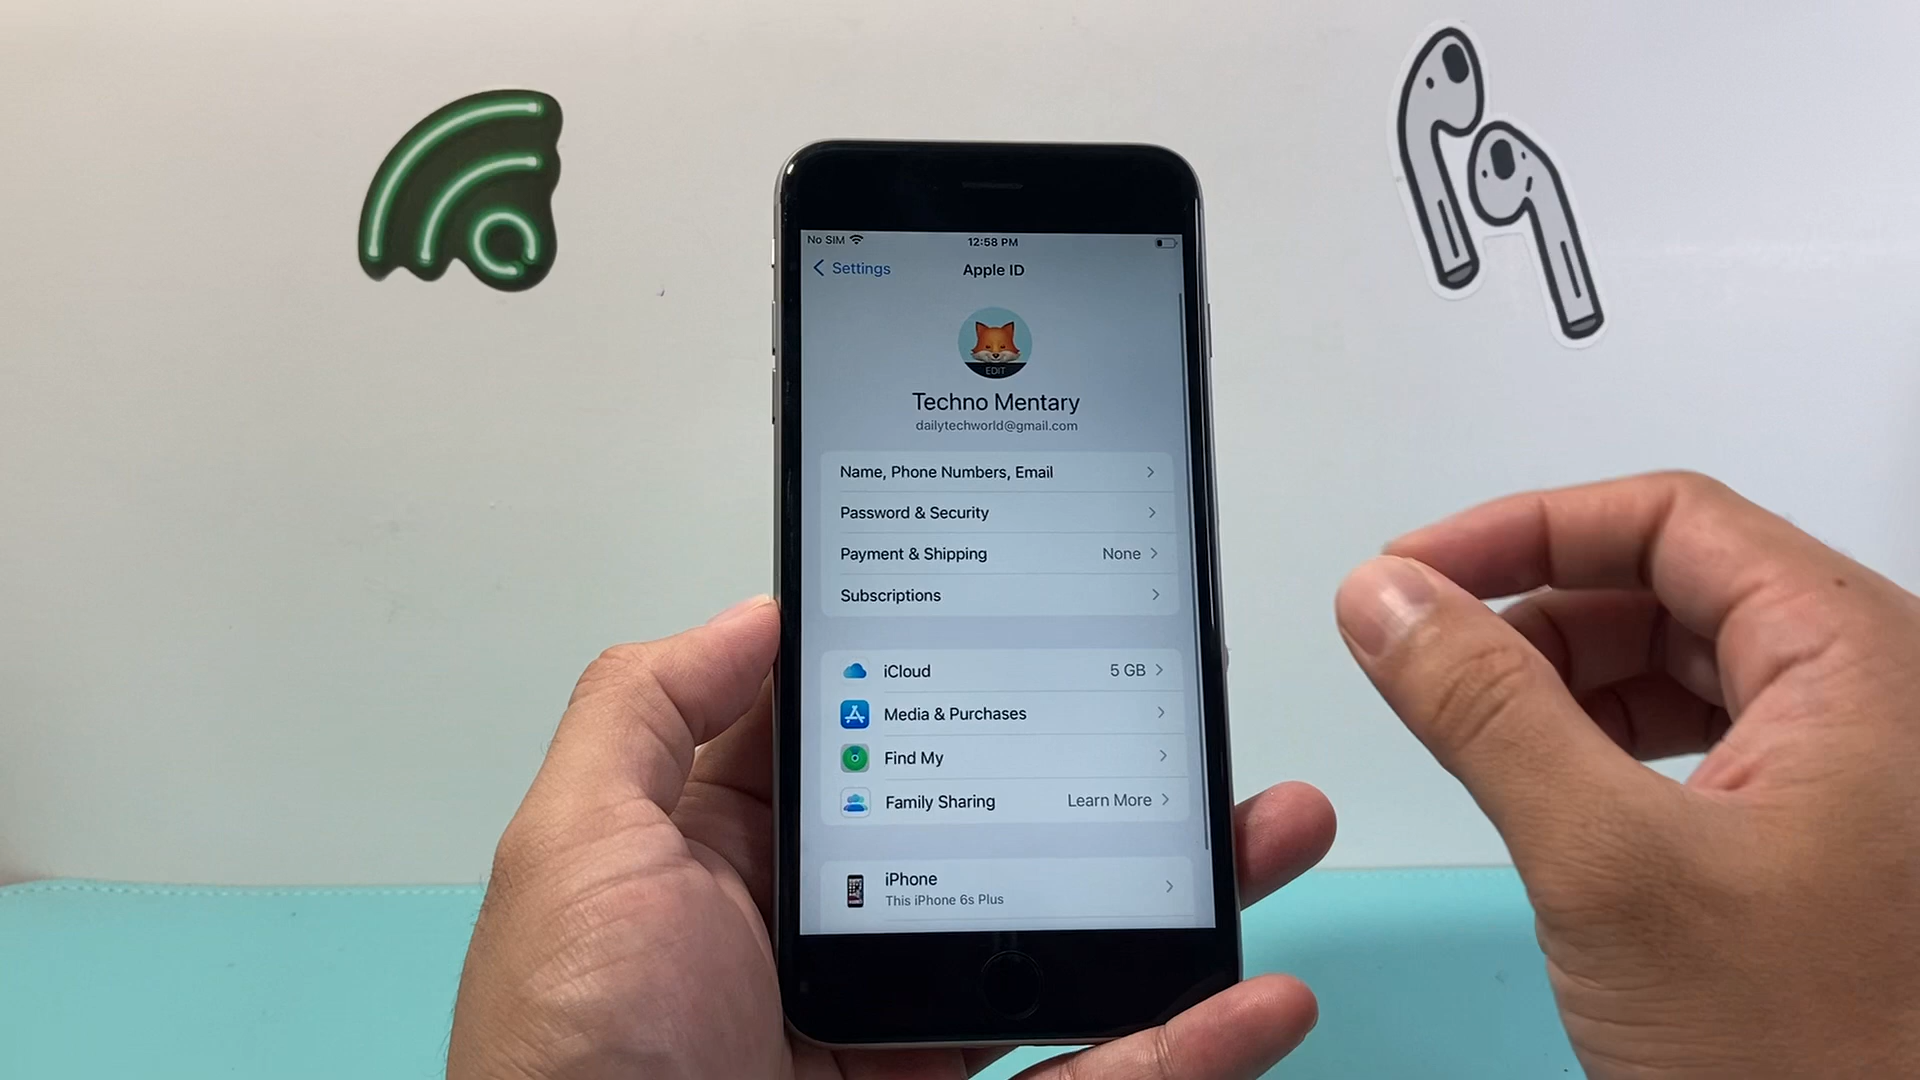 No SIM 12:58 PM
Settings Apple ID
EDIT
Techno Mentary
dailytechworld@gmail.com
Name, Phone Numbers, Email
Password & Security
Payment & Shipping None
Subscriptions
iCloud 5 GB
Media & Purchases
Find My
Family Sharing Learn More
iPhone
This iPhone 6s Plus